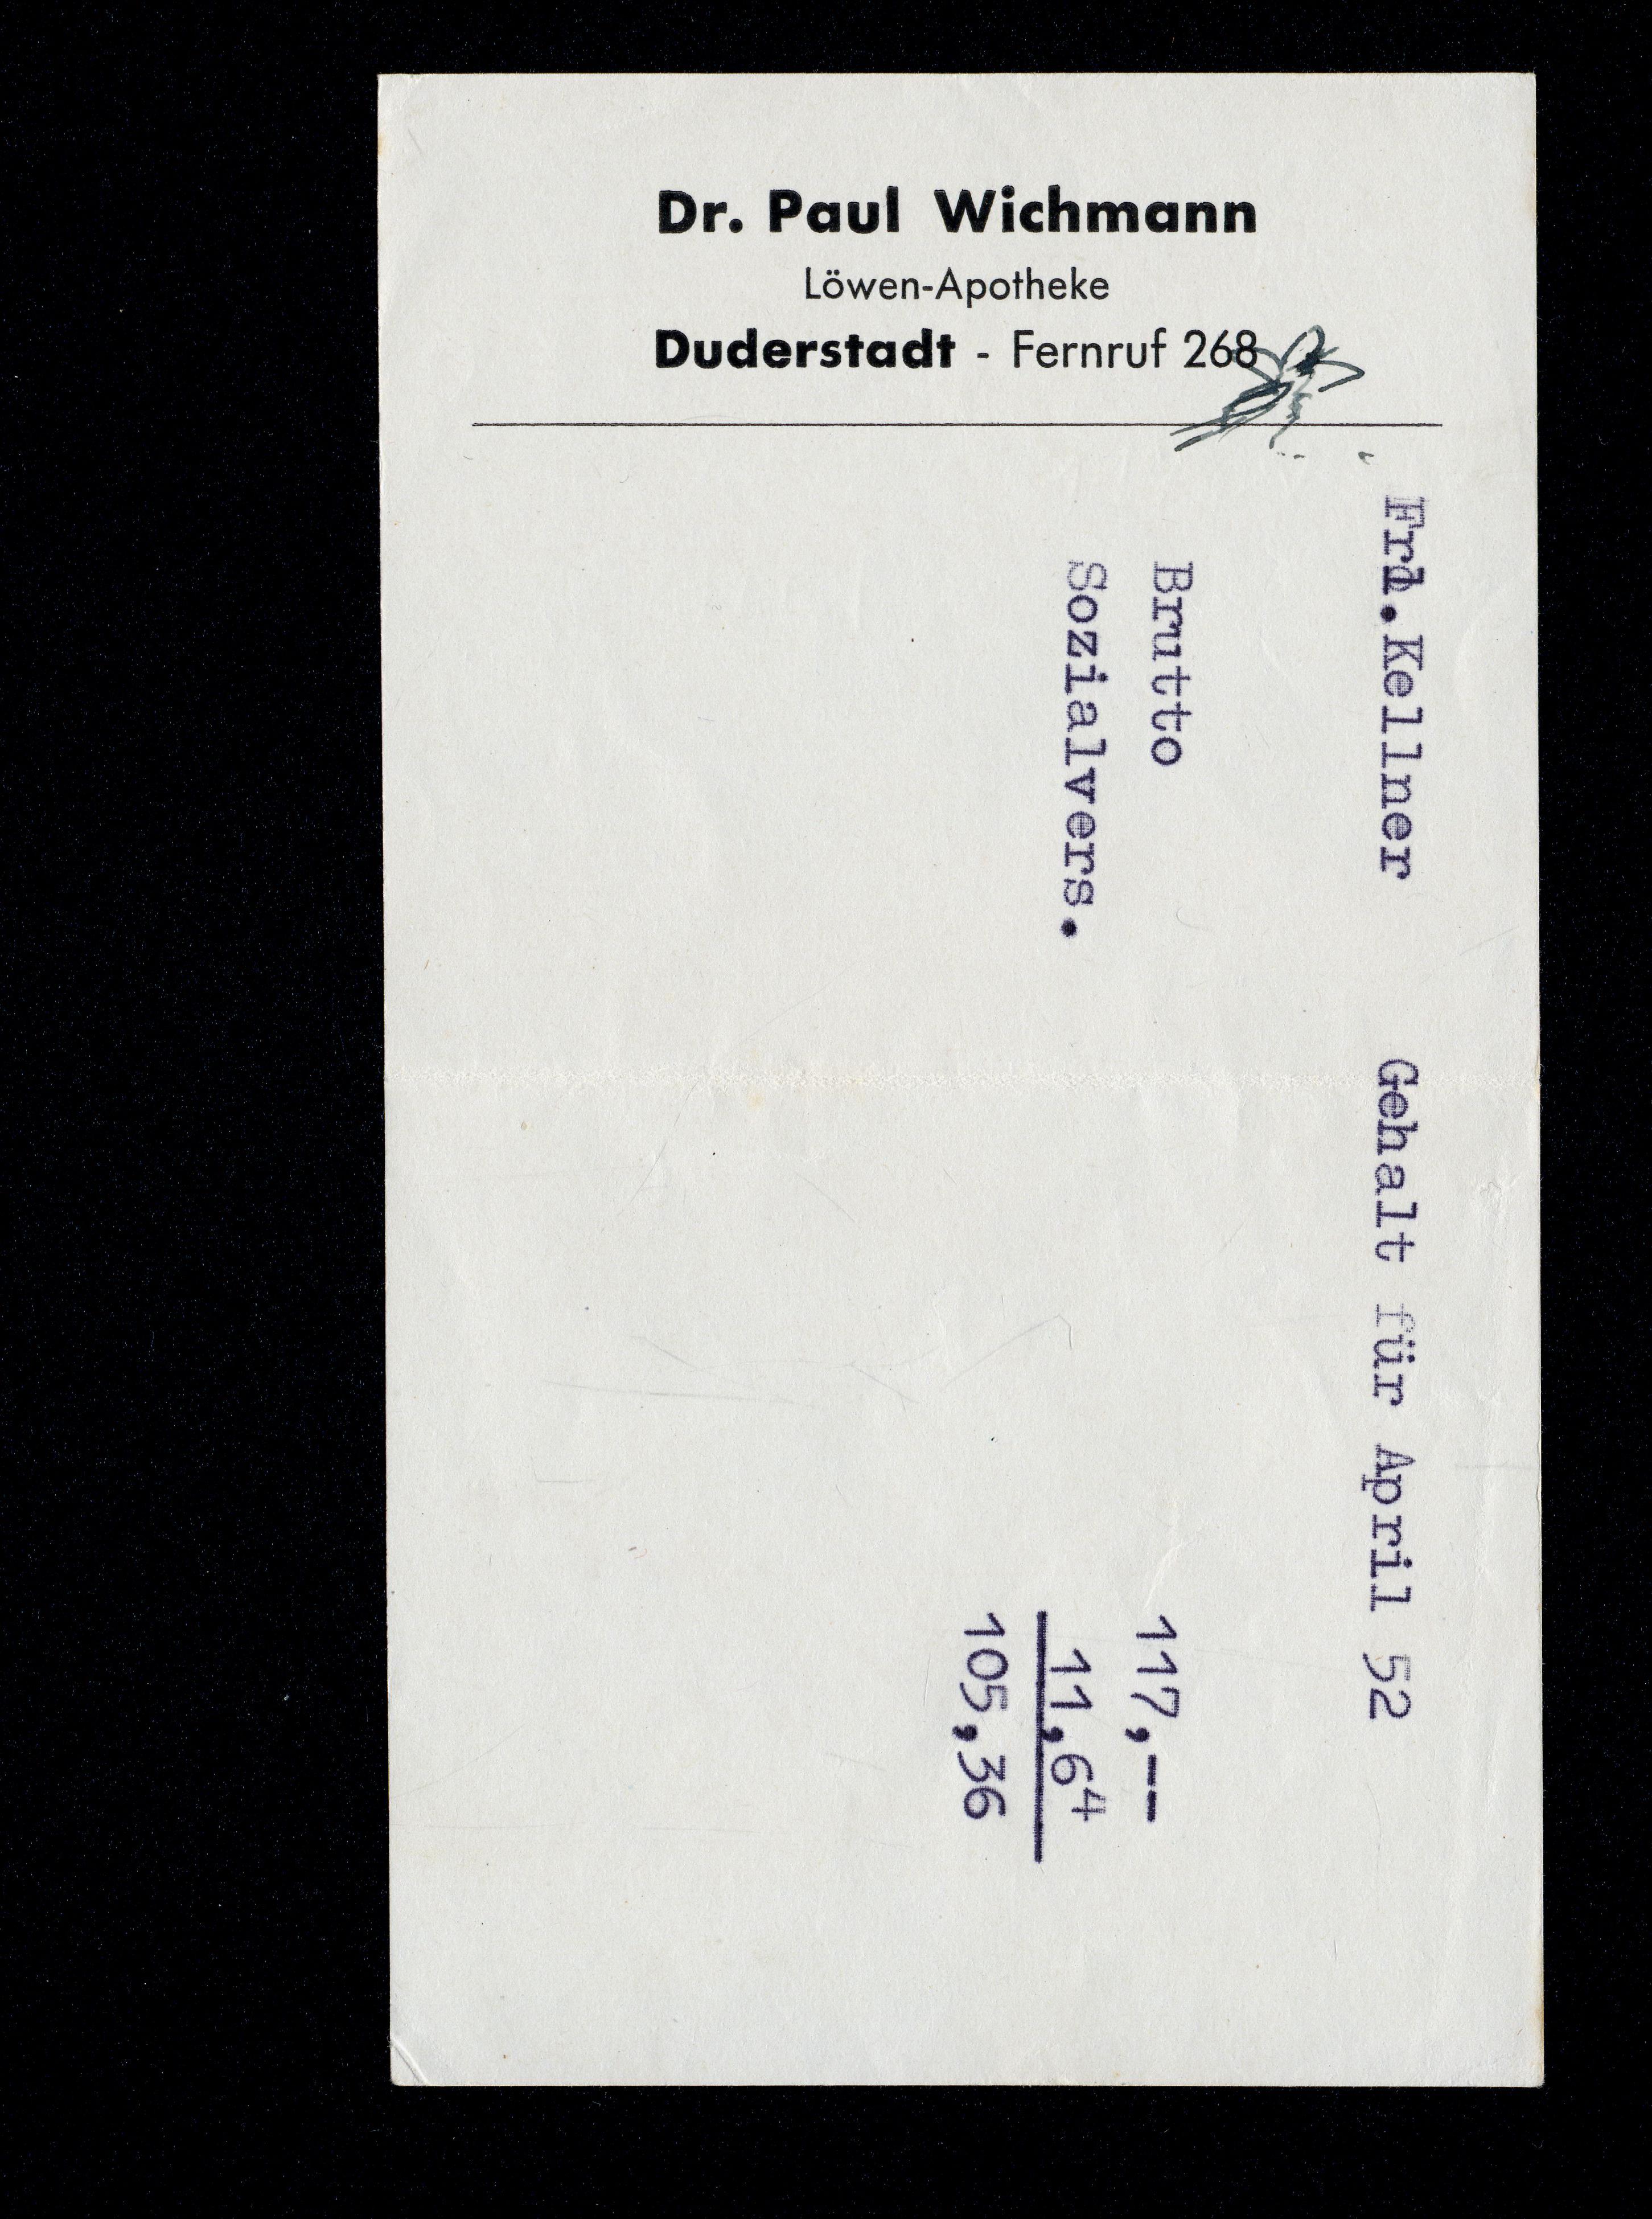 Dr. Paul Wichmann
Löwen-Apotheke
Duderstadt - Fernruf 268
Frl.Kellner Gehalt für April 52
Brutto 117,--
Sozialvers. 11,64
105,36